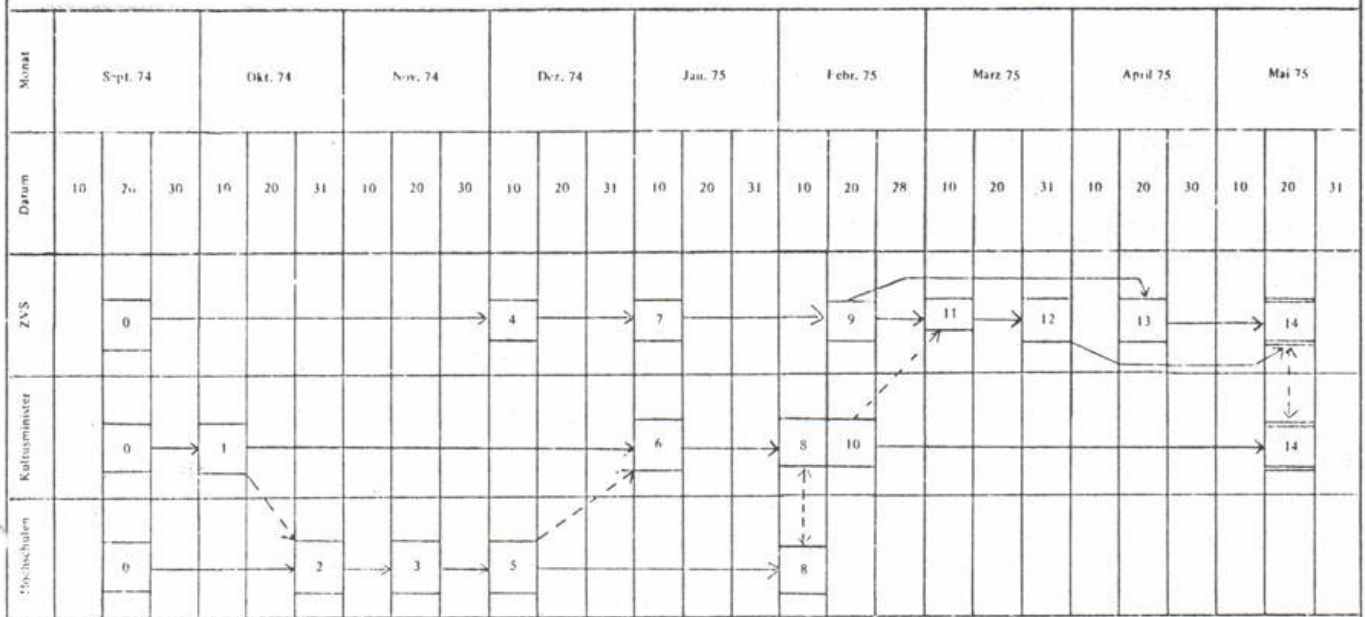 Monat Sept. 74 Okt. 74 Nov. 74 Dez. 74 Jan. 75 Febr. 75 März 75 April 75 Mai 75
Datum 10 20 30 10 20 31 10 20 30 10 20 31 10 20 31 10 20 28 10 20 31 10 20 30 10 20 31
ZVS 0 4 7 9 11 12 13 14
Kultusminister 0 1 6 8 10 14
Hochschulen 0 2 3 5 8